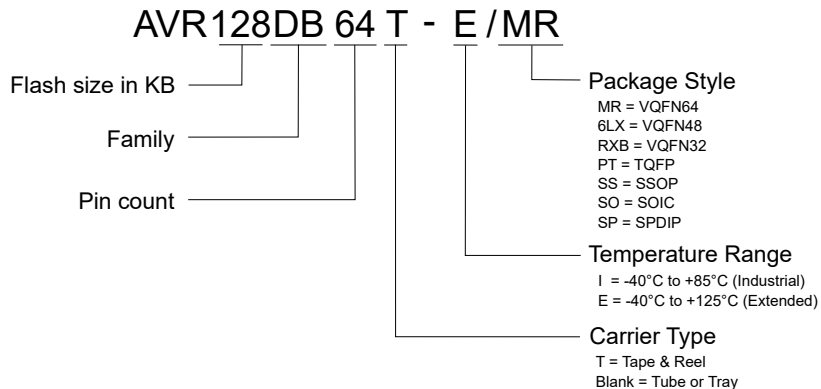 AVR128DB64T - E/MR
Flash size in KB
Family
Pin count
Package Style
MR = VQFN64
6LX = VQFN48
RXB = VQFN32
PT = TQFP
SS = SSOP
SO = SOIC
SP = SPDIP
Temperature Range
I = -40°C to +85°C (Industrial)
E = -40°C to +125°C (Extended)
Carrier Type
T = Tape & Reel
Blank = Tube or Tray